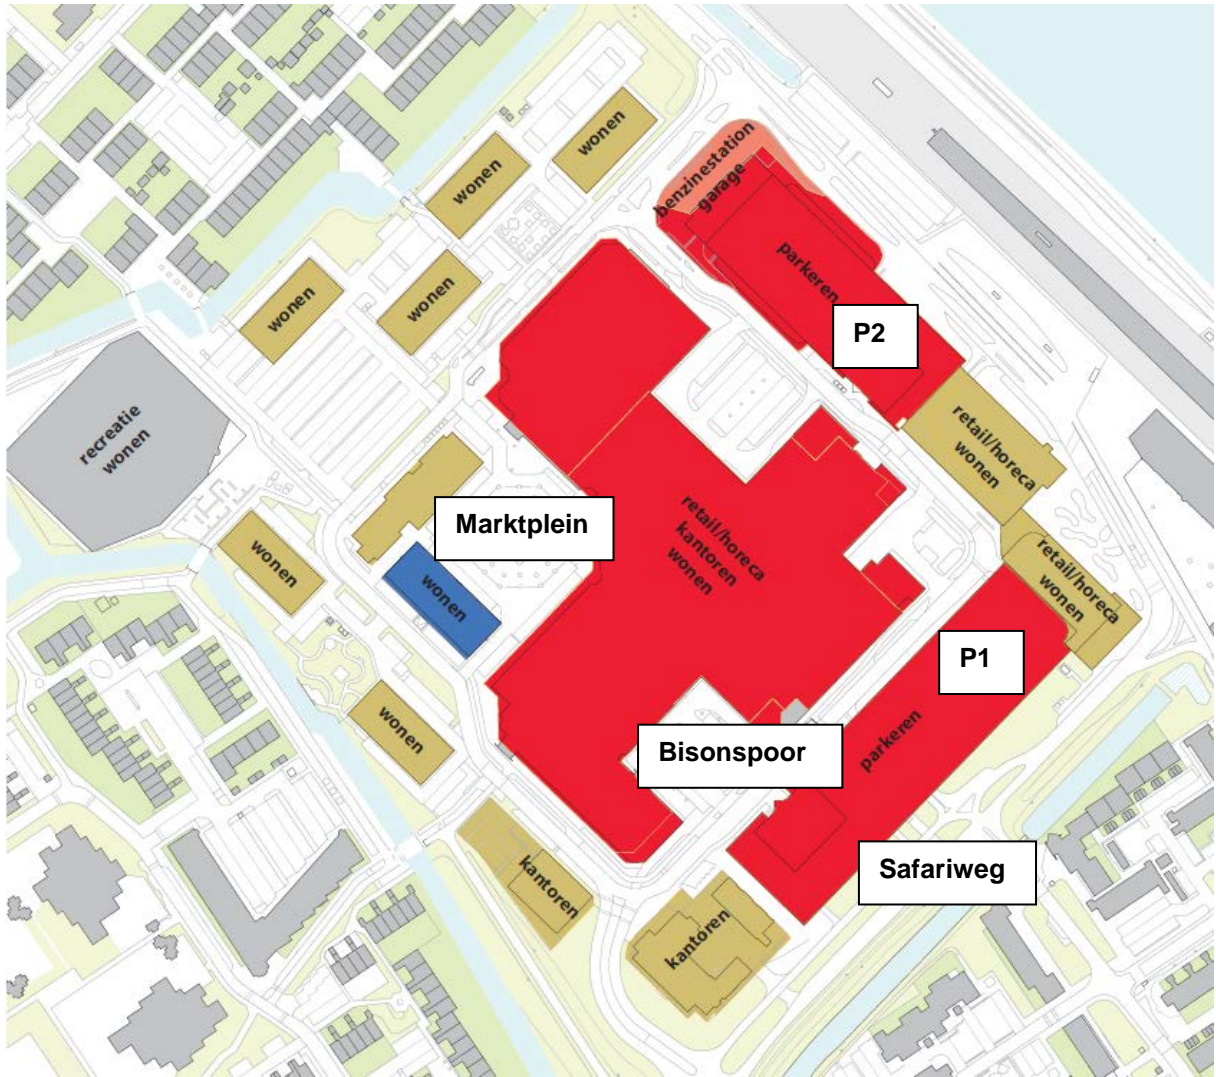 wonen
benzinestation
garage
wonen
parkeren
wonen
wonen
P2
recreatie
wonen
retail/horeca
wonen
Marktplein
retail/horeca
kantoren
wonen
wonen
wonen
retail/horeca
wonen
P1
wonen
parkeren
Bisonspoor
kantoren
Safariweg
kantoren